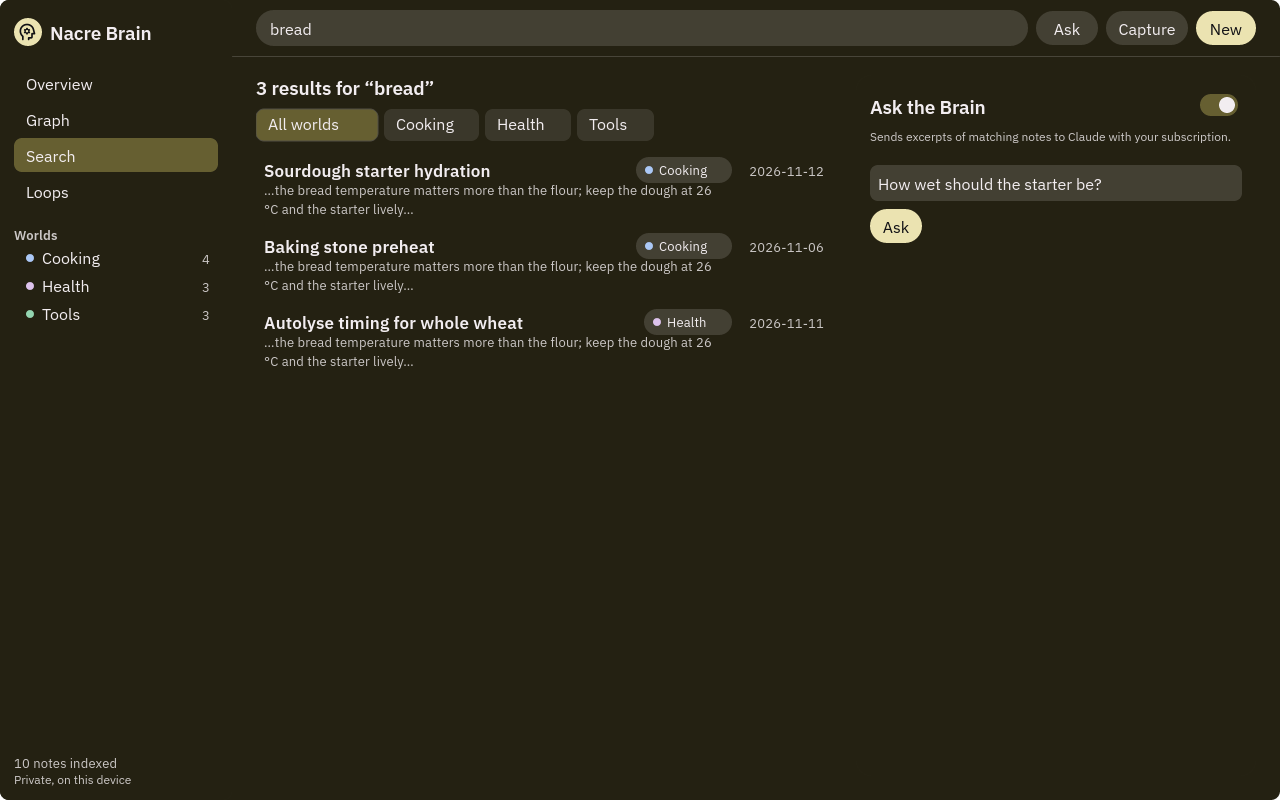 Nacre Brain
bread
Ask
Capture
New
Overview
Graph
Search
Loops
Worlds
Cooking 4
Health 3
Tools 3
10 notes indexed
Private, on this device
3 results for “bread”
All worlds
Cooking
Health
Tools
Sourdough starter hydration
Cooking
2026-11-12
…the bread temperature matters more than the flour; keep the dough at 26
°C and the starter lively…
Baking stone preheat
Cooking
2026-11-06
…the bread temperature matters more than the flour; keep the dough at 26
°C and the starter lively…
Autolyse timing for whole wheat
Health
2026-11-11
…the bread temperature matters more than the flour; keep the dough at 26
°C and the starter lively…
Ask the Brain
Sends excerpts of matching notes to Claude with your subscription.
How wet should the starter be?
Ask